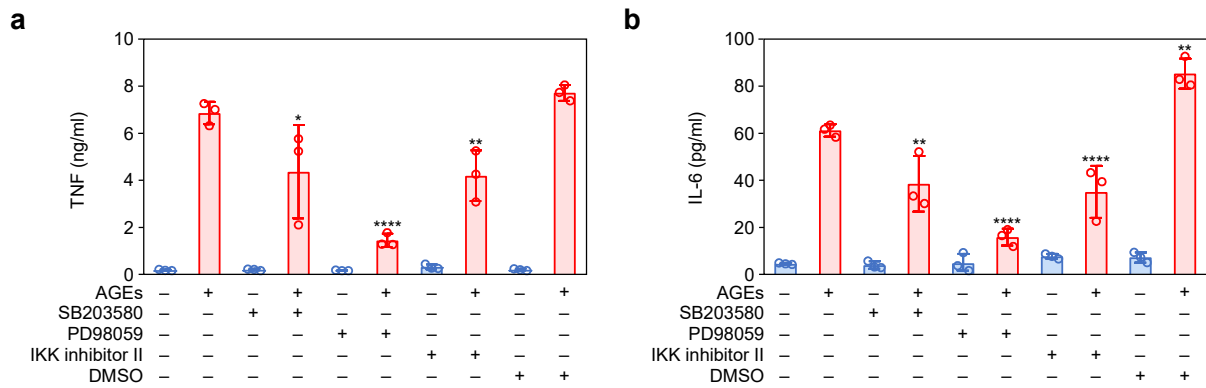 a
10
8
6
4
2
0
TNF (ng/ml)
*
****
**
AGEs – + – + – + – + – +
SB203580 – – + + – – – – – –
PD98059 – – – – + + – – – –
IKK inhibitor II – – – – – – + + – –
DMSO – – – – – – – – + +
b
100
80
60
40
20
0
IL-6 (pg/ml)
**
****
****
**
AGEs – + – + – + – + – +
SB203580 – – + + – – – – – –
PD98059 – – – – + + – – – –
IKK inhibitor II – – – – – – + + – –
DMSO – – – – – – – – + +